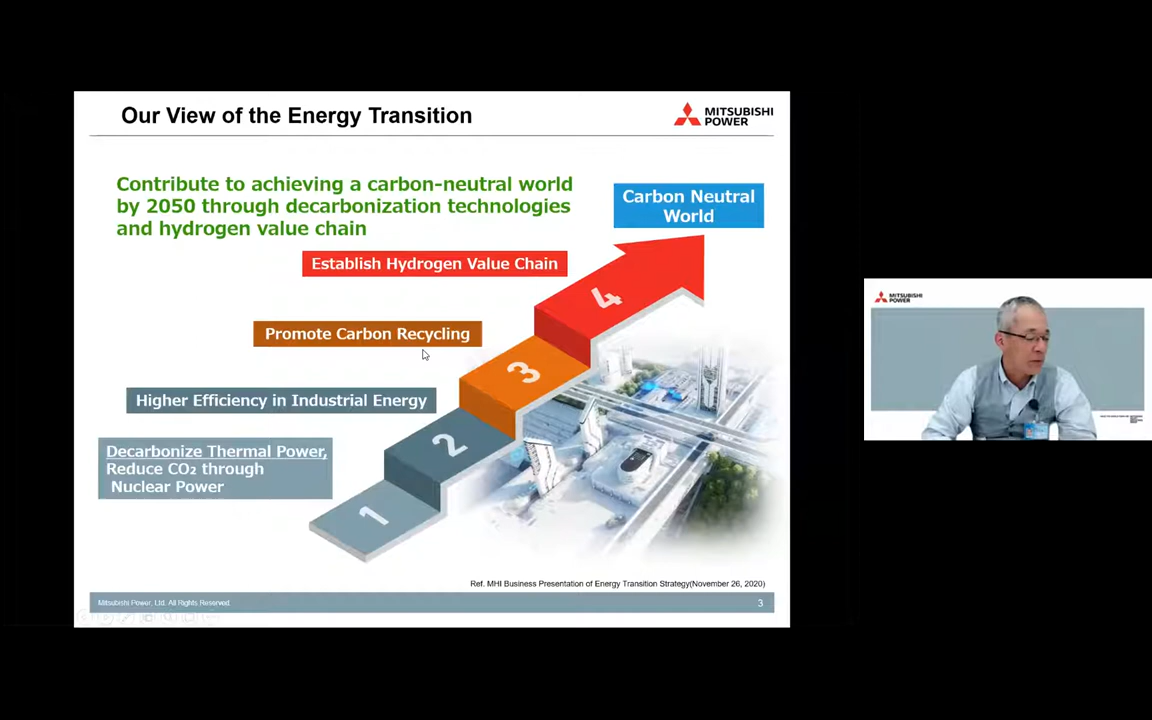 Our View of the Energy Transition
MITSUBISHI
POWER
Contribute to achieving a carbon-neutral world
by 2050 through decarbonization technologies
and hydrogen value chain
Carbon Neutral
World
Establish Hydrogen Value Chain
4
Promote Carbon Recycling
3
Higher Efficiency in Industrial Energy
2
Decarbonize Thermal Power,
Reduce CO₂ through
Nuclear Power
1
Ref. MHI Business Presentation of Energy Transition Strategy(November 26, 2020)
Mitsubishi Power, Ltd. All Rights Reserved
3
MITSUBISHI
POWER